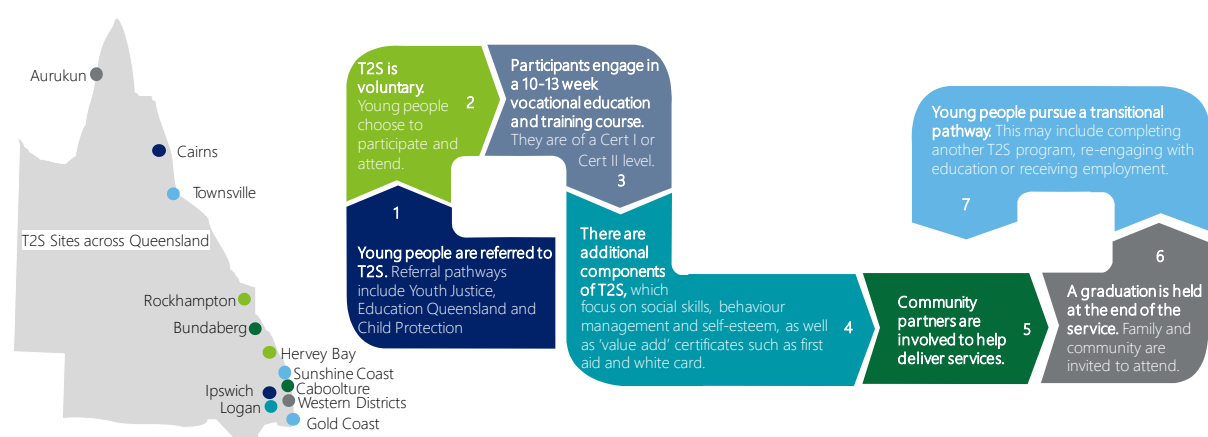 Aurukun
Cairns
Townsville
T2S Sites across Queensland
Rockhampton
Bundaberg
Hervey Bay
Sunshine Coast
Caboolture
Ipswich
Western Districts
Logan
Gold Coast
1
Young people are referred to
T2S. Referral pathways
include Youth Justice,
Education Queensland and
Child Protection
T2S is
voluntary.
Young people
choose to
participate and
attend.
2
Participants engage in
a 10-13 week
vocational education
and training course.
They are of a Cert I or
Cert II level.
3
There are
additional
components
of T2S, which
focus on social skills, behaviour
management and self-esteem, as well
as ‘value add’ certificates such as first
aid and white card.
4
Community
partners are
involved to help
deliver services.
5
6
A graduation is held
at the end of the
service. Family and
community are
invited to attend.
Young people pursue a transitional
pathway. This may include completing
another T2S program, re-engaging with
education or receiving employment.
7